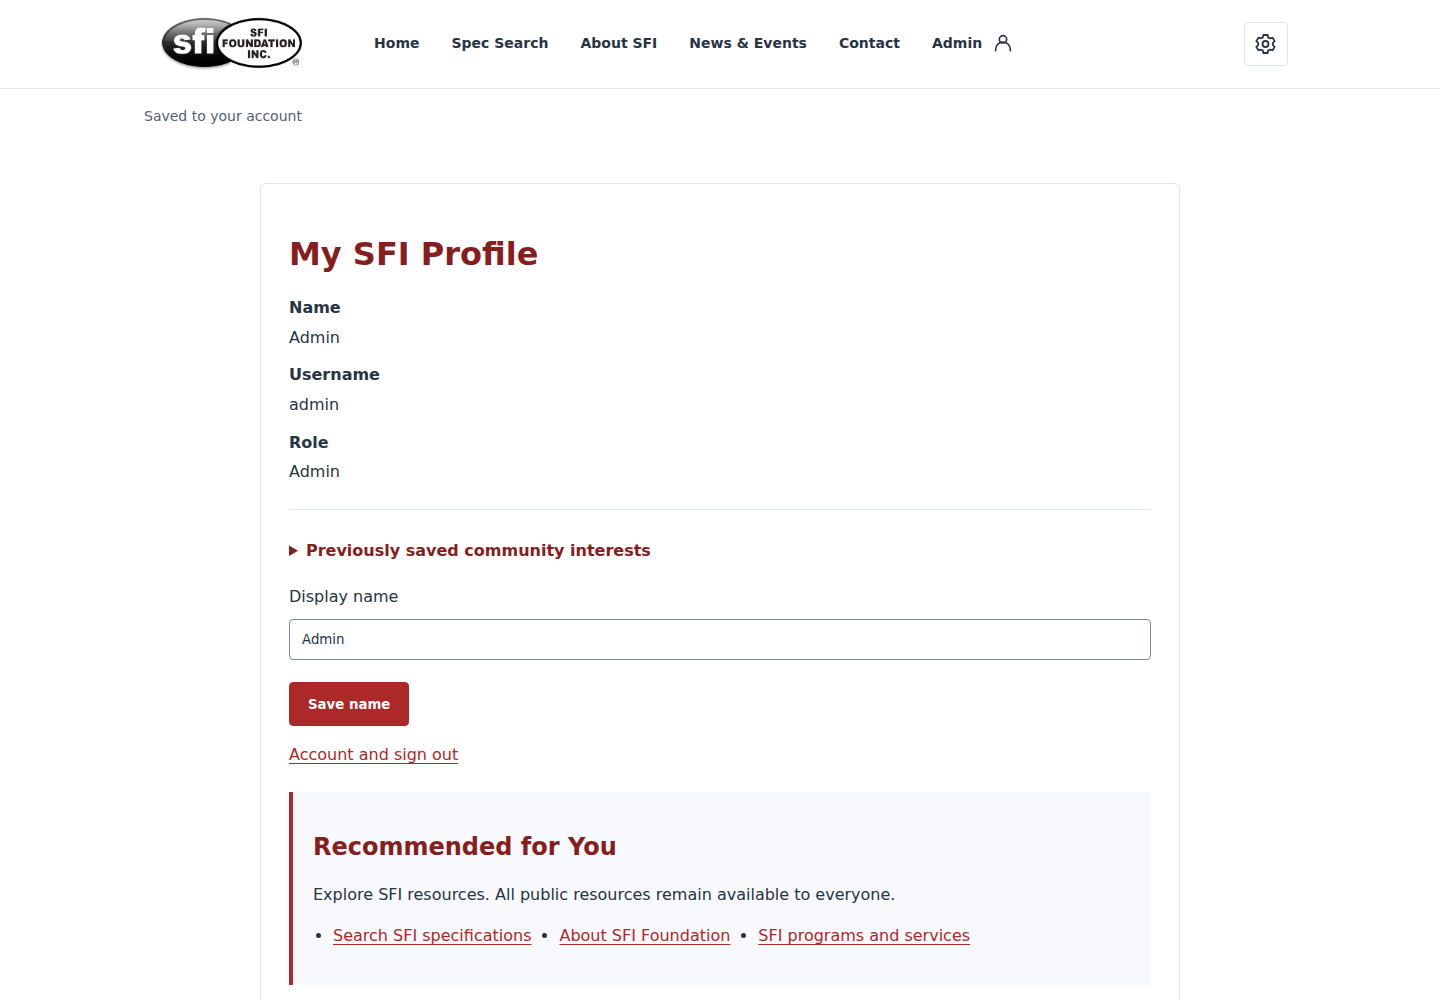 sfi
SFI
FOUNDATION
INC.
®
Home
Spec Search
About SFI
News & Events
Contact
Admin
Saved to your account
My SFI Profile
Name
Admin
Username
admin
Role
Admin
Previously saved community interests
Display name
Admin
Save name
Account and sign out
Recommended for You
Explore SFI resources. All public resources remain available to everyone.
• Search SFI specifications • About SFI Foundation • SFI programs and services